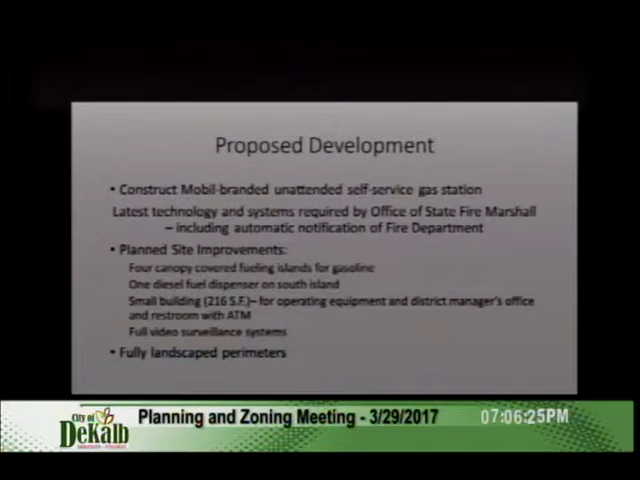 Proposed Development
• Construct Mobil-branded unattended self-service gas station
Latest technology and systems required by Office of State Fire Marshall
– including automatic notification of Fire Department
• Planned Site Improvements:
Four canopy covered fueling islands for gasoline
One diesel fuel dispenser on south island
Small building (216 S.F.)– for operating equipment and district manager's office
and restroom with ATM
Full video surveillance systems
• Fully landscaped perimeters
City of
DeKalb
Planning and Zoning Meeting - 3/29/2017
07:06:25PM